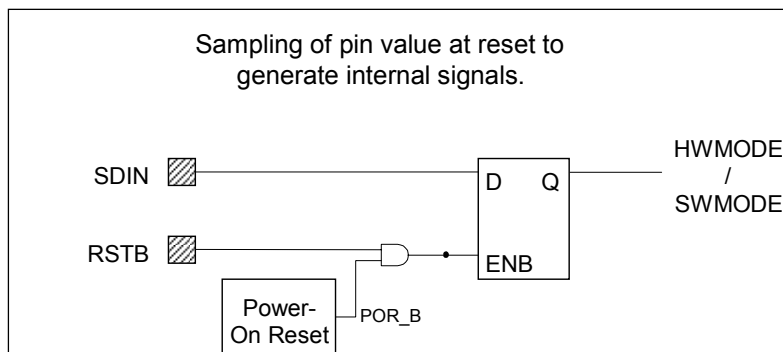 Sampling of pin value at reset to
generate internal signals.
SDIN
D Q
HWMODE
/
SWMODE
RSTB
ENB
Power-
On Reset
POR_B